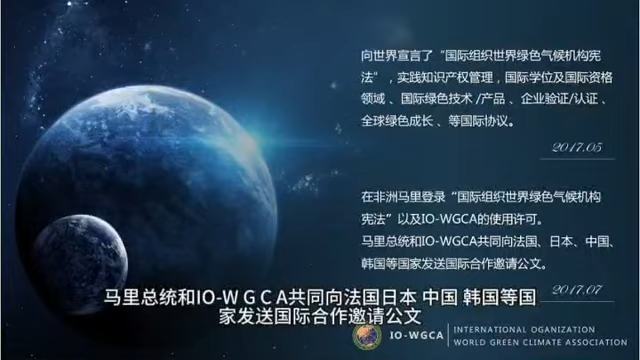 向世界宣言了“国际组织世界绿色气候机构宪
法”，实践知识产权管理，国际学位及国际资格
领域、国际绿色技术/产品、企业验证/认证、
全球绿色成长、等国际协议。
2017.05
在非洲马里登录“国际组织世界绿色气候机构
宪法”以及IO-WGCA的使用许可。
马里总统和IO-WGCA共同向法国、日本、中国、
韩国等国家发送国际合作邀请公文。
2017.07
马里总统和IO-W G C A共同向法国日本 中国 韩国等国
家发送国际合作邀请公文
IO-WGCA
INTERNATIONAL OGANIZATION
WORLD GREEN CLIMATE ASSOCIATION